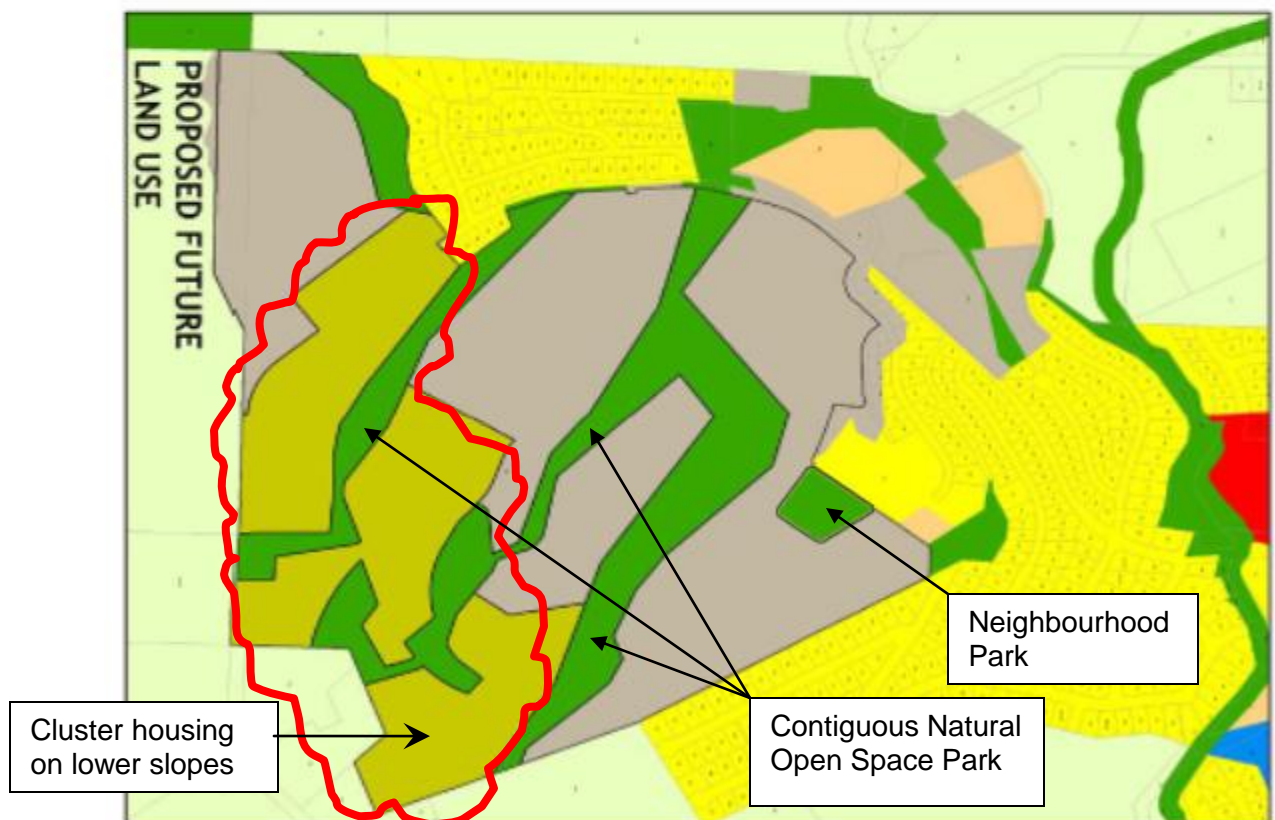 PROPOSED FUTURE
LAND USE
Neighbourhood
Park
Contiguous Natural
Open Space Park
Cluster housing
on lower slopes